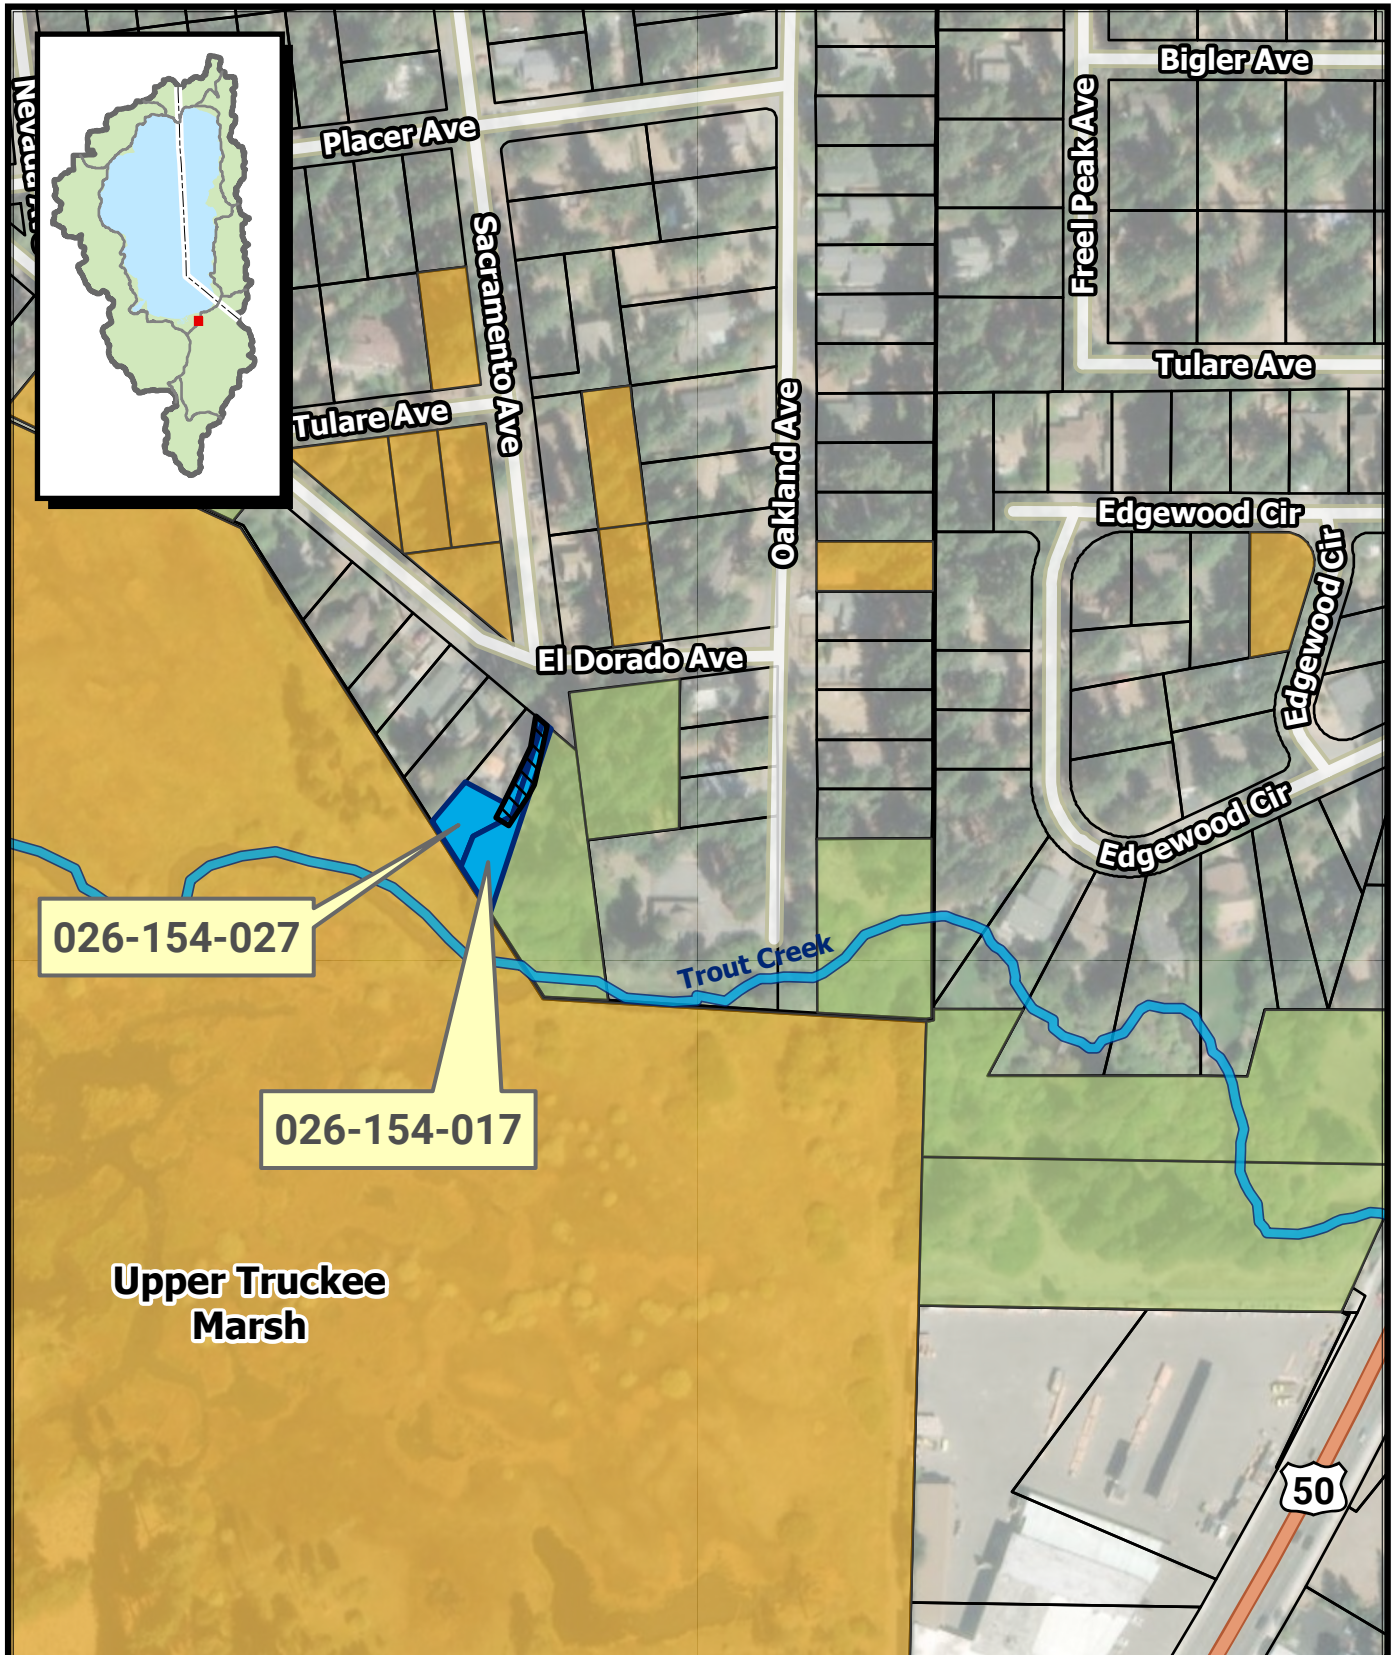 Bigler Ave
Placer Ave
Freel Peak Ave
Sacramento Ave
Tulare Ave
Oakland Ave
Tulare Ave
Edgewood Cir
Edgewood Cir
El Dorado Ave
Edgewood Cir
026-154-027
Trout Creek
026-154-017
Upper Truckee
Marsh
50